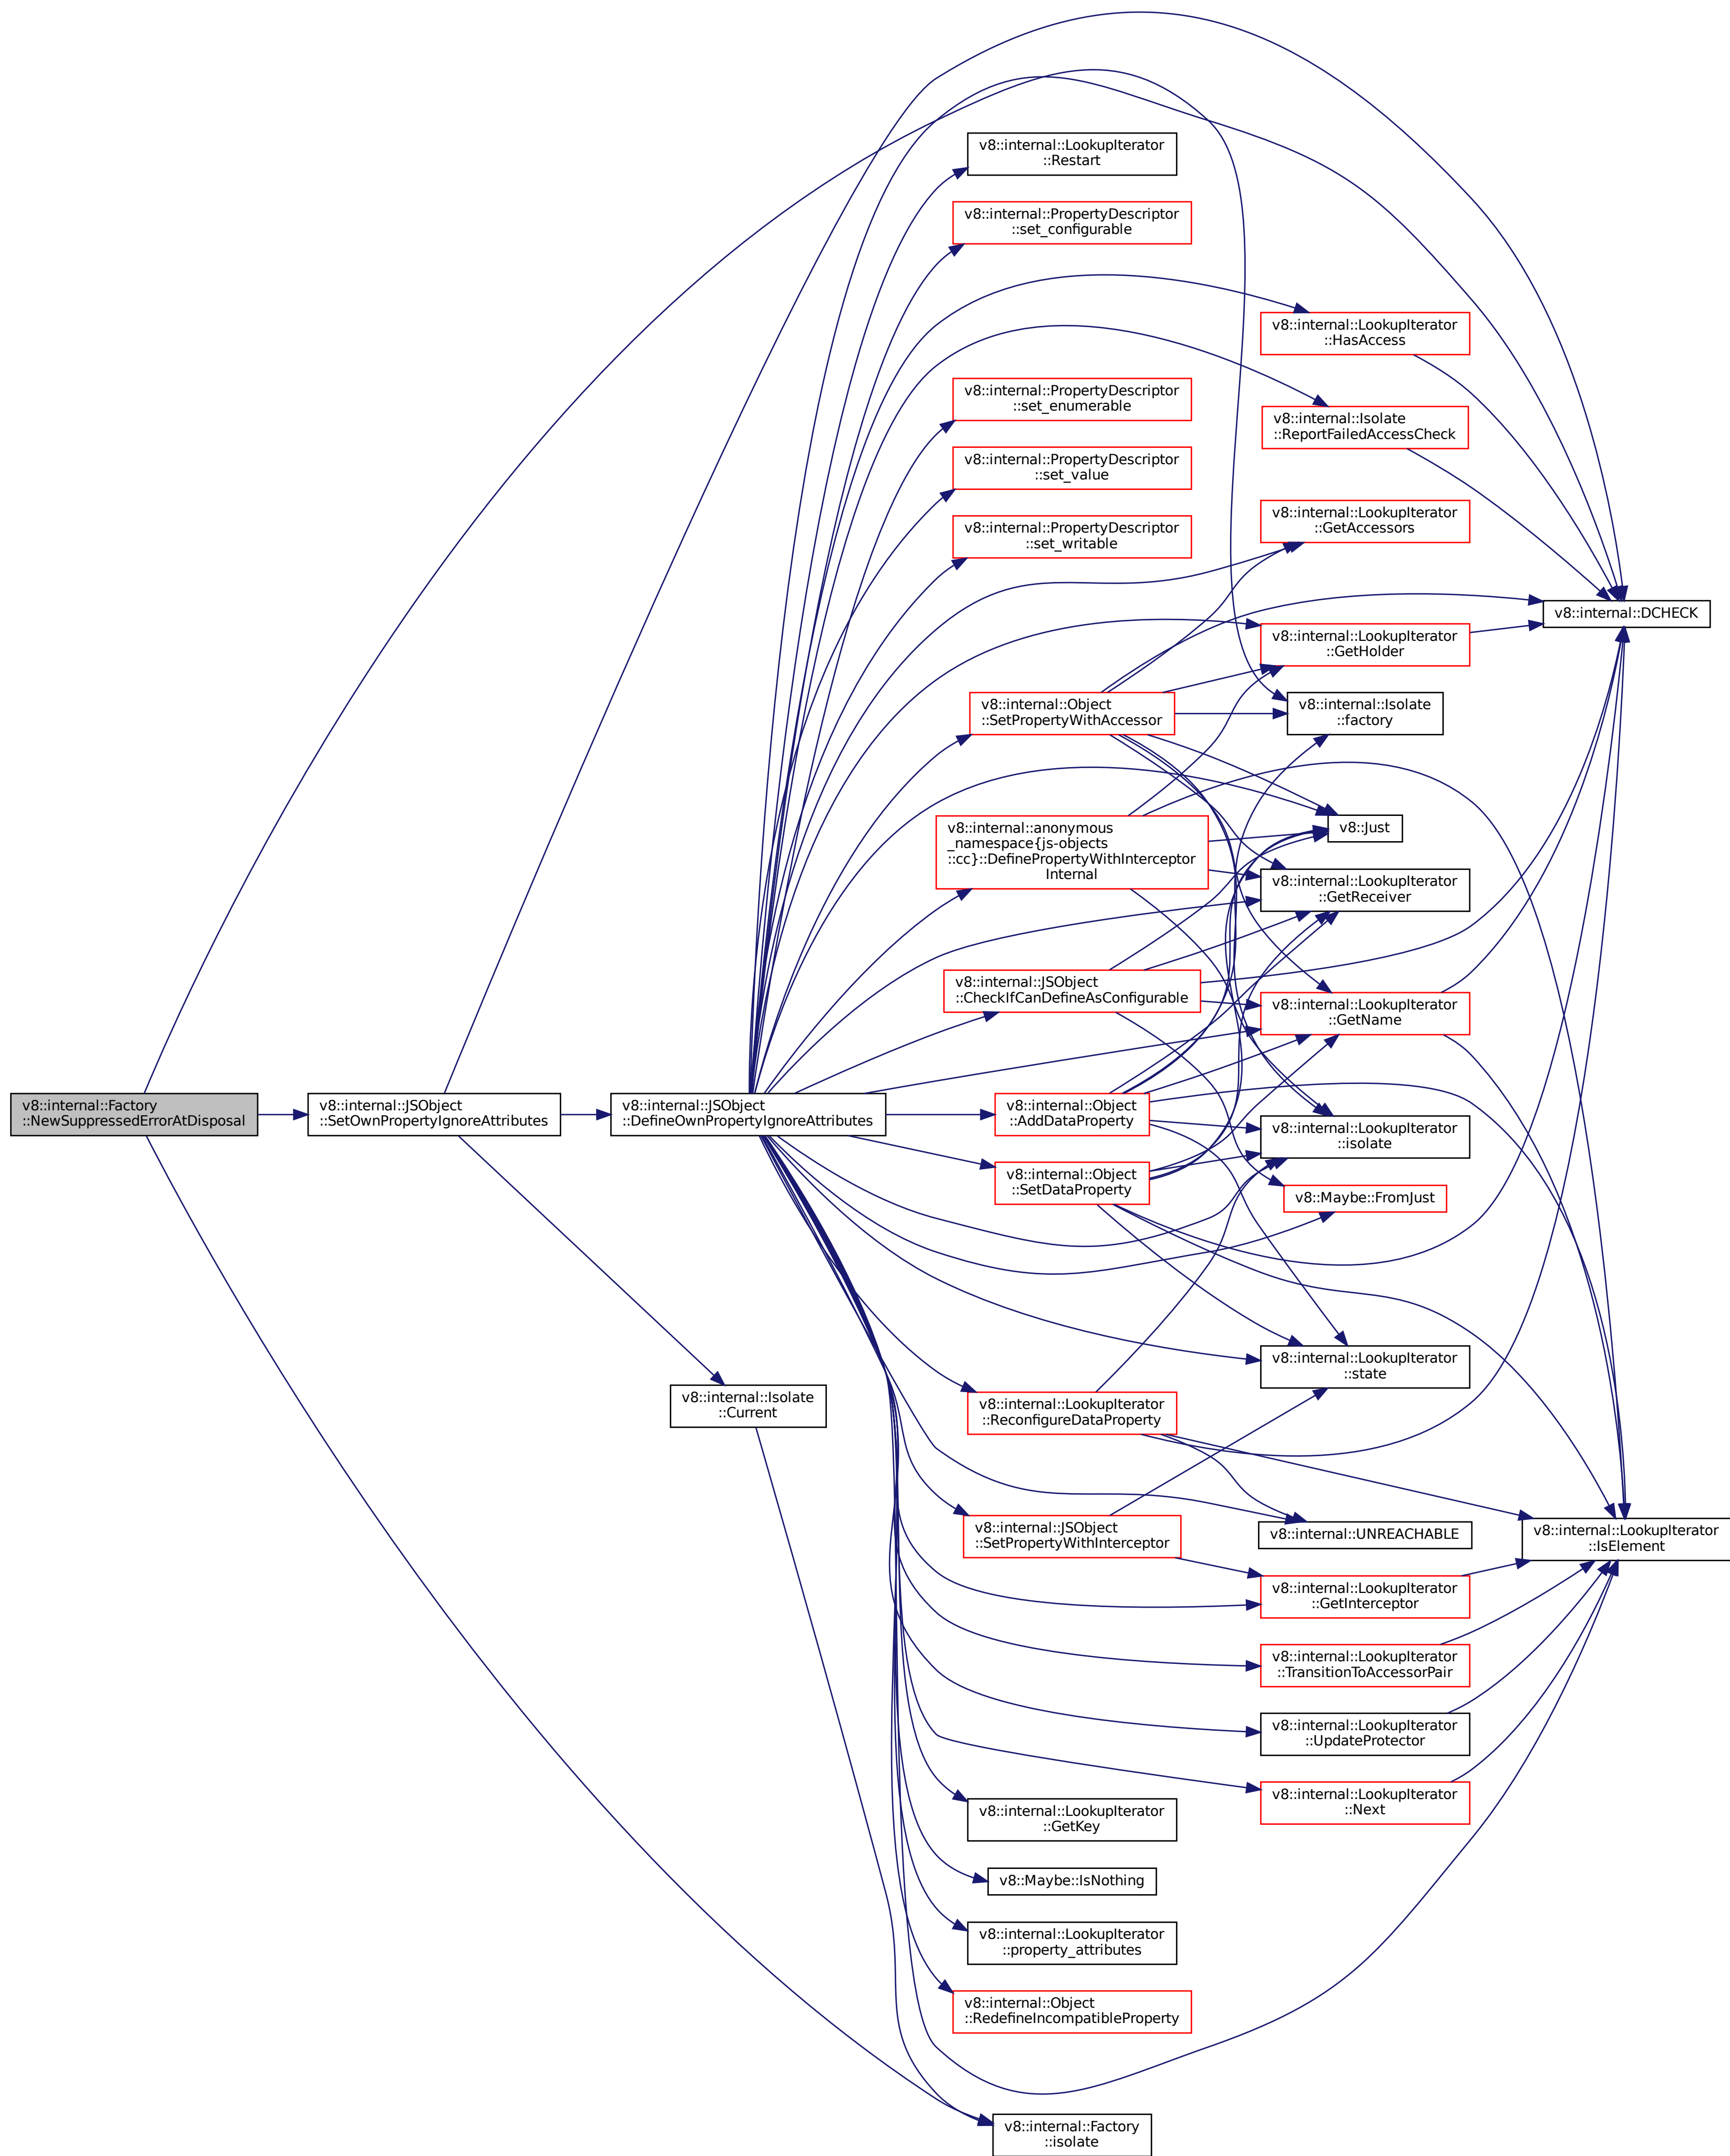 v8::internal::LookupIterator
::Restart
v8::internal::PropertyDescriptor
::set_configurable
v8::internal::LookupIterator
::HasAccess
v8::internal::PropertyDescriptor
::set_enumerable
v8::internal::Isolate
::ReportFailedAccessCheck
v8::internal::PropertyDescriptor
::set_value
v8::internal::LookupIterator
::GetAccessors
v8::internal::PropertyDescriptor
::set_writable
v8::internal::DCHECK
v8::internal::LookupIterator
::GetHolder
v8::internal::Object
::SetPropertyWithAccessor
v8::internal::Isolate
::factory
v8::internal::anonymous
_namespace{js-objects
::cc}::DefinePropertyWithInterceptor
Internal
v8::Just
v8::internal::LookupIterator
::GetReceiver
v8::internal::JSObject
::CheckIfCanDefineAsConfigurable
v8::internal::LookupIterator
::GetName
v8::internal::Factory
::NewSuppressedErrorAtDisposal
v8::internal::JSObject
::SetOwnPropertyIgnoreAttributes
v8::internal::JSObject
::DefineOwnPropertyIgnoreAttributes
v8::internal::Object
::AddDataProperty
v8::internal::LookupIterator
::isolate
v8::internal::Object
::SetDataProperty
v8::Maybe::FromJust
v8::internal::LookupIterator
::state
v8::internal::Isolate
::Current
v8::internal::LookupIterator
::ReconfigureDataProperty
v8::internal::JSObject
::SetPropertyWithInterceptor
v8::internal::UNREACHABLE
v8::internal::LookupIterator
::IsElement
v8::internal::LookupIterator
::GetInterceptor
v8::internal::LookupIterator
::TransitionToAccessorPair
v8::internal::LookupIterator
::UpdateProtector
v8::internal::LookupIterator
::Next
v8::internal::LookupIterator
::GetKey
v8::Maybe::IsNothing
v8::internal::LookupIterator
::property_attributes
v8::internal::Object
::RedefineIncompatibleProperty
v8::internal::Factory
::isolate